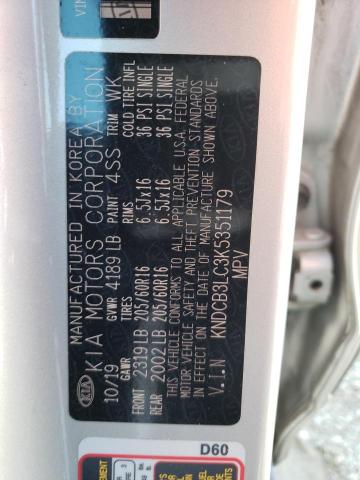 VIN
MANUFACTURED IN KOREA BY
KIA MOTORS CORPORATION
KIA
10/19 GVWR 4189 LB PAINT 4SS TRIM WK
GAWR TIRES RIMS COLD TIRE INFL
FRONT 2319LB 205/60R16 6.5JX16 36 PSI SINGLE
REAR 2002LB 205/60R16 6.5JX16 36 PSI SINGLE
THIS VEHICLE CONFORMS TO ALL APPLICABLE U.S.A. FEDERAL
MOTOR VEHICLE SAFETY AND THEFT PREVENTION STANDARDS
IN EFFECT ON THE DATE OF MANUFACTURE SHOWN ABOVE
V.I.N KNDCB3LC3K5351179
MPV
D60